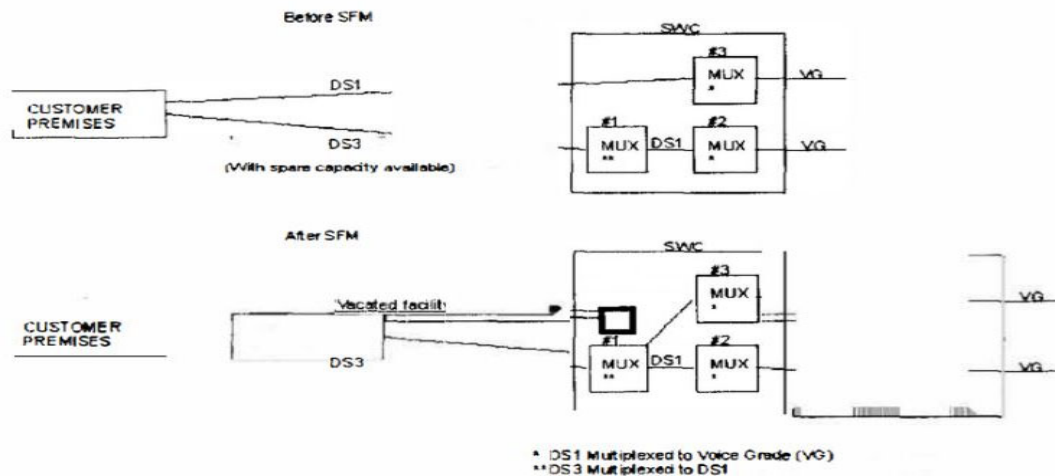 Before SFM
SWC
#3
DS1
MUX
*
VG
CUSTOMER
PREMISES
#1
#2
DS3
MUX
**
DS1
MUX
*
VG
(With spare capacity available)
After SFM
SWC
#3
Vacated facility
MUX
*
VG
CUSTOMER
PREMISES
#1
#2
DS3
MUX
**
DS1
MUX
*
VG
* DS1 Multiplexed to Voice Grade (VG)
** DS3 Multiplexed to DS1